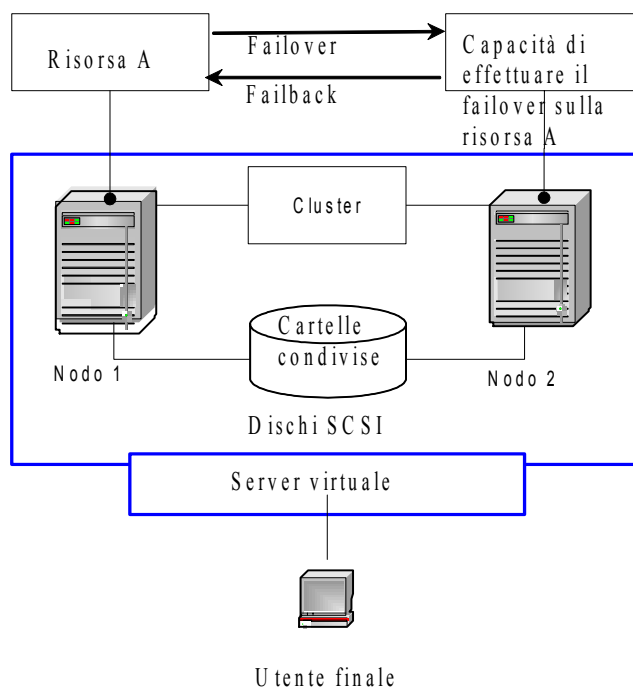 Risorsa A
Failover
Failback
Capacità di
effettuare il
failover sulla
risorsa A
Cluster
Cartelle
condivise
Nodo 1
Nodo 2
Dischi SCSI
Server virtuale
Utente finale